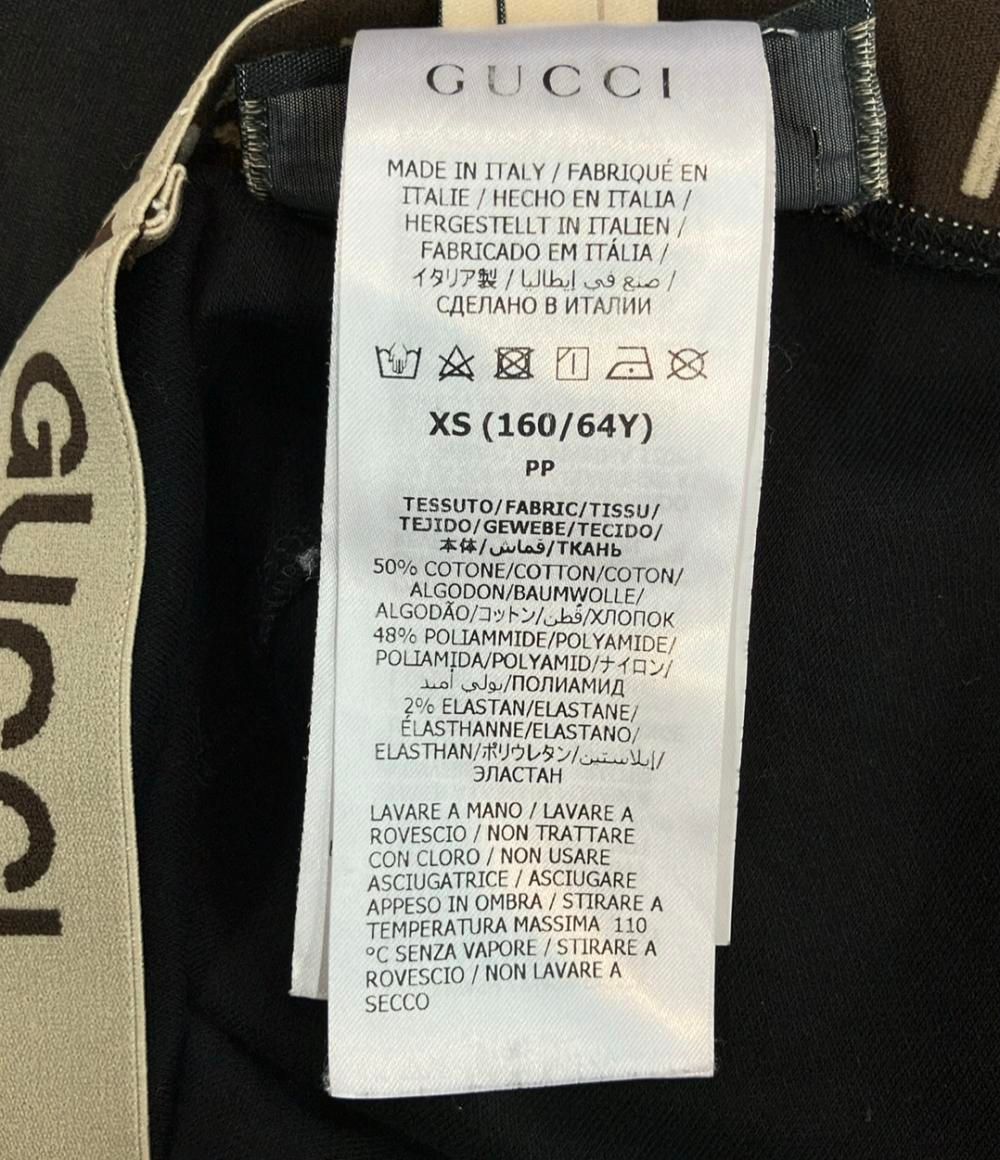 GUCCI
MADE IN ITALY / FABRIQUÉ EN
ITALIE / HECHO EN ITALIA /
HERGESTELLT IN ITALIEN /
FABRICADO EM ITÁLIA /
イタリア製 / صنع في إيطاليا /
СДЕЛАНО В ИТАЛИИ
XS (160/64Y)
PP
TESSUTO/FABRIC/TISSU/
TEJIDO/GEWEBE/TECIDO/
本体/قماش/ТКАНЬ
50% COTONE/COTTON/COTON/
ALGODON/BAUMWOLLE/
ALGODÃO/コットン/قطن/ХЛОПОК
48% POLIAMMIDE/POLYAMIDE/
POLIAMIDA/POLYAMID/ナイロン/
بولي أميد/ПОЛИАМИД
2% ELASTAN/ELASTANE/
ÉLASTHANNE/ELASTANO/
ELASTHAN/ポリウレタン/إيلاستين/
ЭЛАСТАН
LAVARE A MANO / LAVARE A
ROVESCIO / NON TRATTARE
CON CLORO / NON USARE
ASCIUGATRICE / ASCIUGARE
APPESO IN OMBRA / STIRARE A
TEMPERATURA MASSIMA 110
°C SENZA VAPORE / STIRARE A
ROVESCIO / NON LAVARE A
SECCO
GUCCI